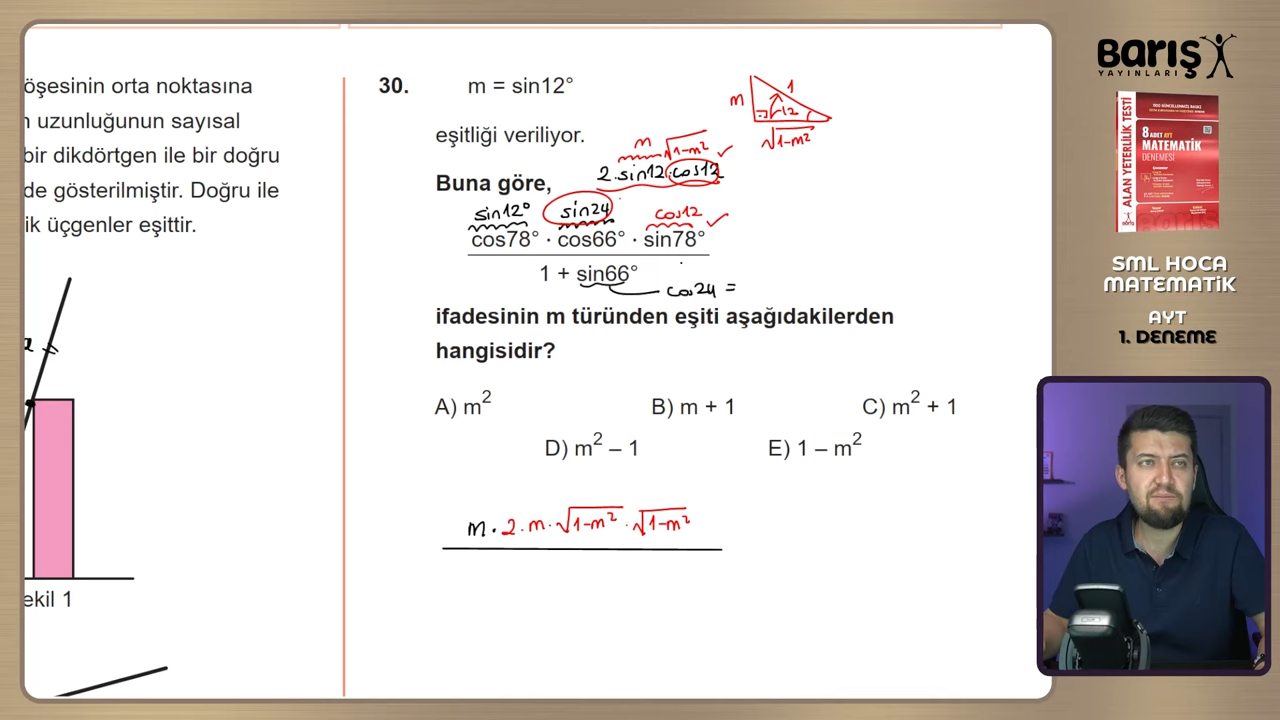 öşesinin orta noktasına
n uzunluğunun sayısal
bir dikdörtgen ile bir doğru
de gösterilmiştir. Doğru ile
ik üçgenler eşittir.
ekil 1
30. m = sin12°
eşitliği veriliyor.
m √1-m²
2.sin12.cos12
Buna göre,
sin12° sin24 cos12
cos78° · cos66° · sin78°
1 + sin66°
cos24 =
m 1 12
√1-m²
ifadesinin m türünden eşiti aşağıdakilerden
hangisidir?
A) m² B) m + 1 C) m² + 1
D) m² – 1 E) 1 – m²
m · 2 · m · √1-m² · √1-m²
BARIŞ
YAYINLARI
ALAN YETERLİLİK TESTİ
8 ADET AYT
MATEMATİK
DENEMESİ
SML HOCA
MATEMATİK
AYT
1. DENEME